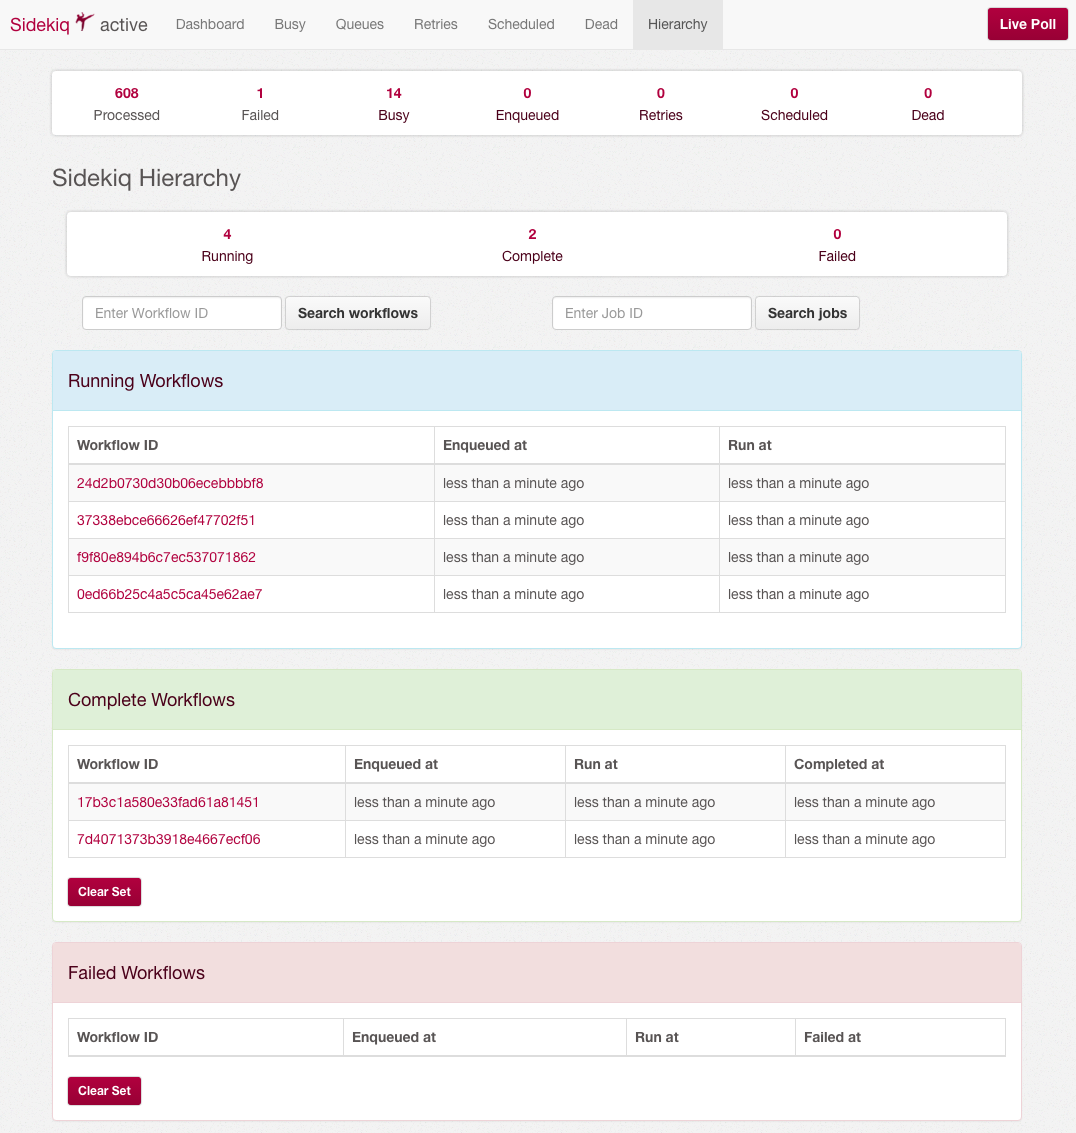 Sidekiq active Dashboard Busy Queues Retries Scheduled Dead Hierarchy Live Poll
608 1 14 0 0 0 0
Processed Failed Busy Enqueued Retries Scheduled Dead
Sidekiq Hierarchy
4 2 0
Running Complete Failed
Enter Workflow ID Search workflows Enter Job ID Search jobs
Running Workflows
Workflow ID Enqueued at Run at
24d2b0730d30b06ecebbbbf8 less than a minute ago less than a minute ago
37338ebce66626ef47702f51 less than a minute ago less than a minute ago
f9f80e894b6c7ec537071862 less than a minute ago less than a minute ago
0ed66b25c4a5c5ca45e62ae7 less than a minute ago less than a minute ago
Complete Workflows
Workflow ID Enqueued at Run at Completed at
17b3c1a580e33fad61a81451 less than a minute ago less than a minute ago less than a minute ago
7d4071373b3918e4667ecf06 less than a minute ago less than a minute ago less than a minute ago
Clear Set
Failed Workflows
Workflow ID Enqueued at Run at Failed at
Clear Set